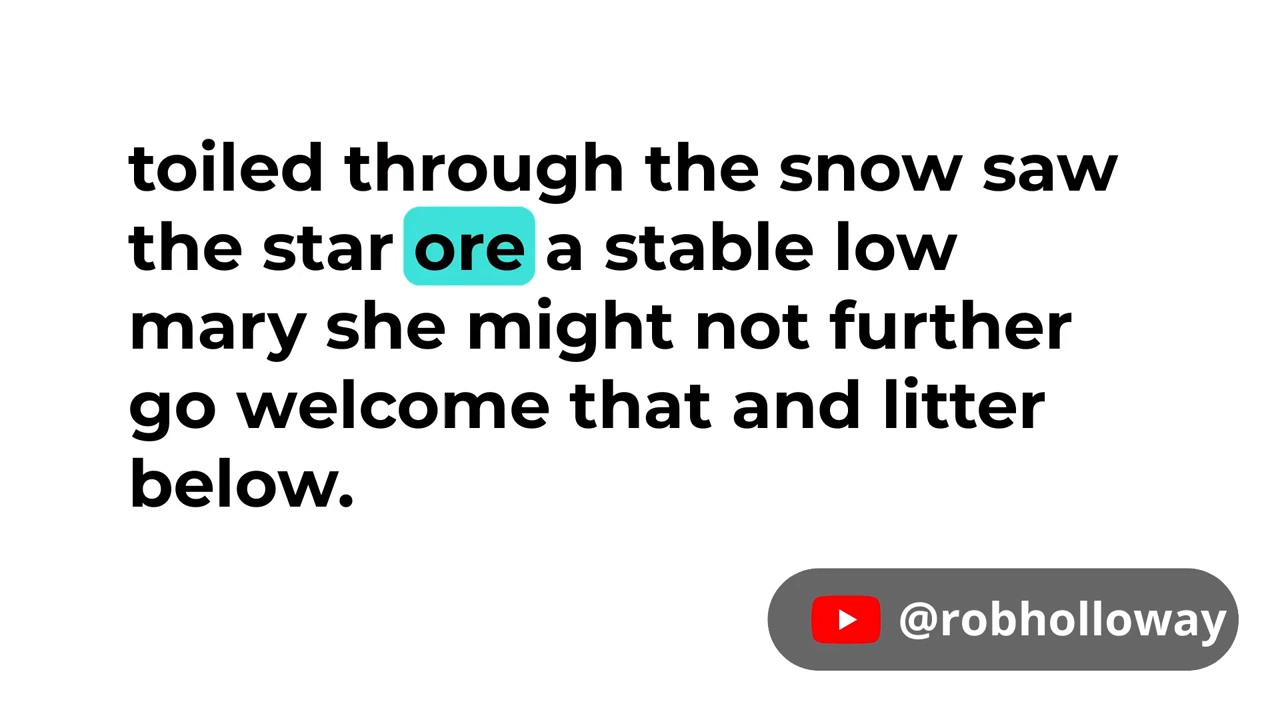 toiled through the snow saw
the star ore a stable low
mary she might not further
go welcome that and litter
below.
@robholloway